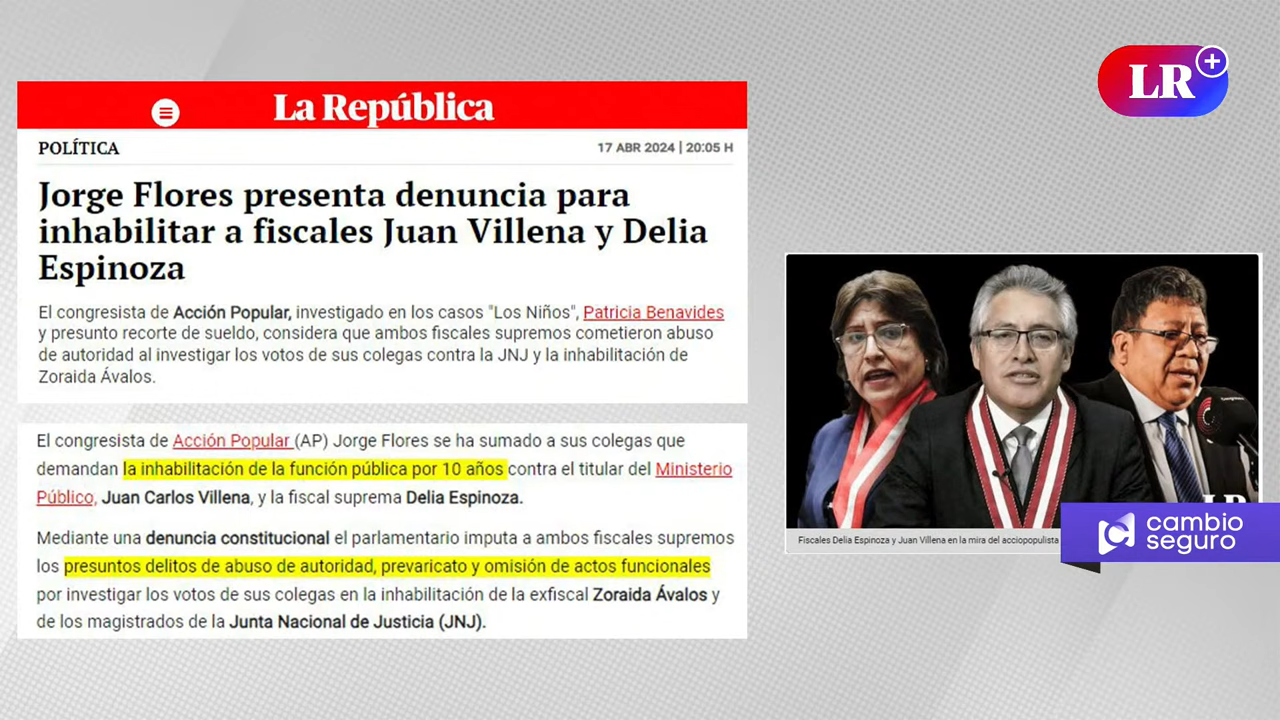 La República
POLÍTICA
17 ABR 2024 | 20:05 H
Jorge Flores presenta denuncia para
inhabilitar a fiscales Juan Villena y Delia
Espinoza
El congresista de Acción Popular, investigado en los casos "Los Niños", Patricia Benavides
y presunto recorte de sueldo, considera que ambos fiscales supremos cometieron abuso
de autoridad al investigar los votos de sus colegas contra la JNJ y la inhabilitación de
Zoraida Ávalos.
El congresista de Acción Popular (AP) Jorge Flores se ha sumado a sus colegas que
demandan la inhabilitación de la función pública por 10 años contra el titular del Ministerio
Público, Juan Carlos Villena, y la fiscal suprema Delia Espinoza.
Mediante una denuncia constitucional el parlamentario imputa a ambos fiscales supremos
los presuntos delitos de abuso de autoridad, prevaricato y omisión de actos funcionales
por investigar los votos de sus colegas en la inhabilitación de la exfiscal Zoraida Ávalos y
de los magistrados de la Junta Nacional de Justicia (JNJ).
LR+
LR
Fiscales Delia Espinoza y Juan Villena en la mira del acciopopulista
cambio
seguro